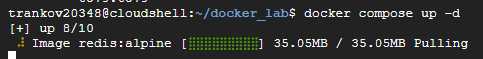 trankov20348@cloudshell:~/docker_lab$ docker compose up -d
[+] up 8/10
⠼ Image redis:alpine [⣿⣿⣿⣿⣿⣿⣿⣿⣿⣿] 35.05MB / 35.05MB Pulling